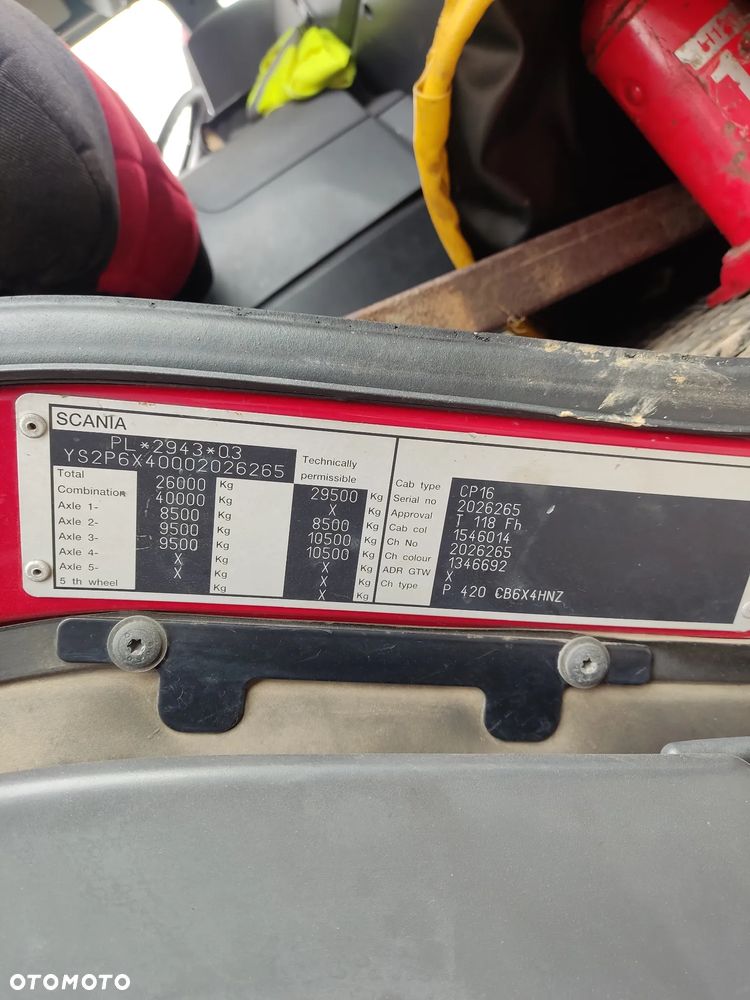 SCANIA
PL*2943*03
YS2P6X40002026265
Technically
permissible
Total 26000 Kg 29500 Kg
Combination 40000 Kg X Kg
Axle 1- 8500 Kg 8500 Kg
Axle 2- 9500 Kg 10500 Kg
Axle 3- 9500 Kg 10500 Kg
Axle 4- X Kg X Kg
Axle 5- X Kg X Kg
5 th wheel Kg X Kg
Cab type CP16
Serial no 2026265
Approval T 118 Fh
Cab col 1546014
Ch No 2026265
Ch colour 1346692
ADR GTW X
Ch type P 420 CB6X4HNZ
OTOMOTO